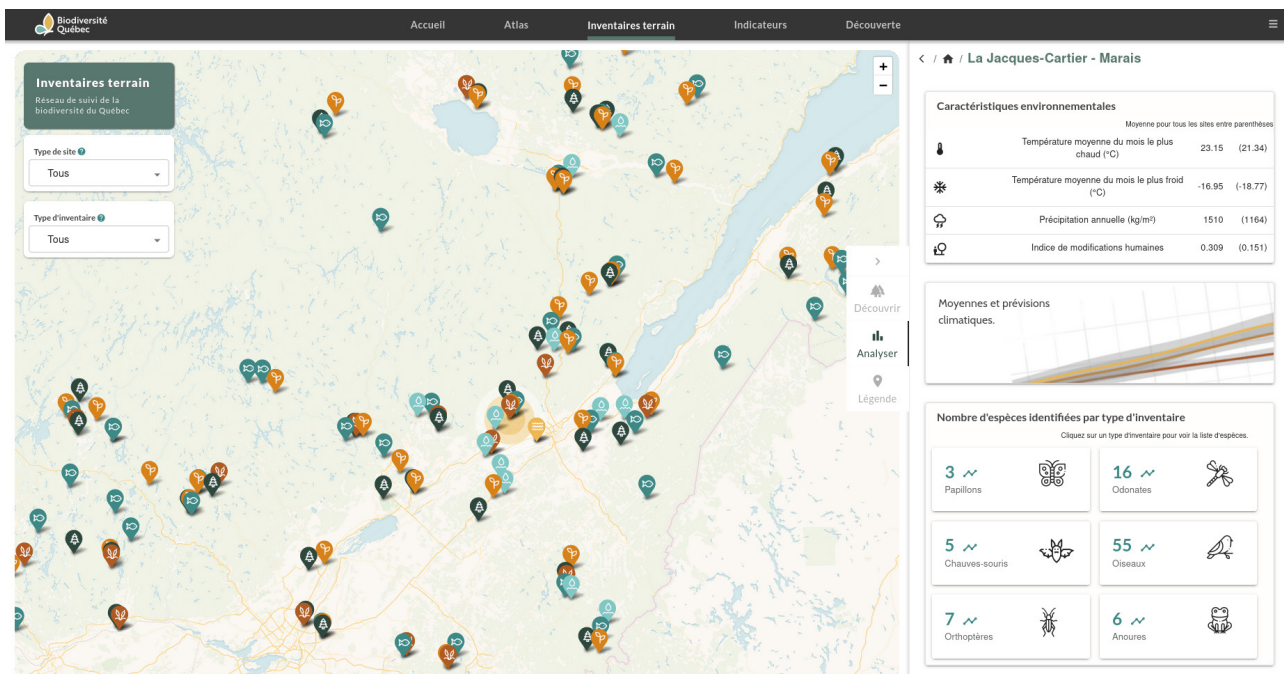 Biodiversité
Québec
Accueil
Atlas
Inventaires terrain
Indicateurs
Découverte
Inventaires terrain
Réseau de suivi de la
biodiversité du Québec
Type de site ?
Tous
Type d'inventaire ?
Tous
+
−
Découvrir
Analyser
Légende
< / / La Jacques-Cartier - Marais
Caractéristiques environnementales
Moyenne pour tous les sites entre parenthèses
Température moyenne du mois le plus
chaud (°C)
23.15 (21.34)
Température moyenne du mois le plus froid
(°C)
-16.95 (-18.77)
Précipitation annuelle (kg/m²) 1510 (1164)
Indice de modifications humaines 0.309 (0.151)
Moyennes et prévisions
climatiques.
Nombre d'espèces identifiées par type d'inventaire
Cliquez sur un type d'inventaire pour voir la liste d'espèces.
3
Papillons
16
Odonates
5
Chauves-souris
55
Oiseaux
7
Orthoptères
6
Anoures